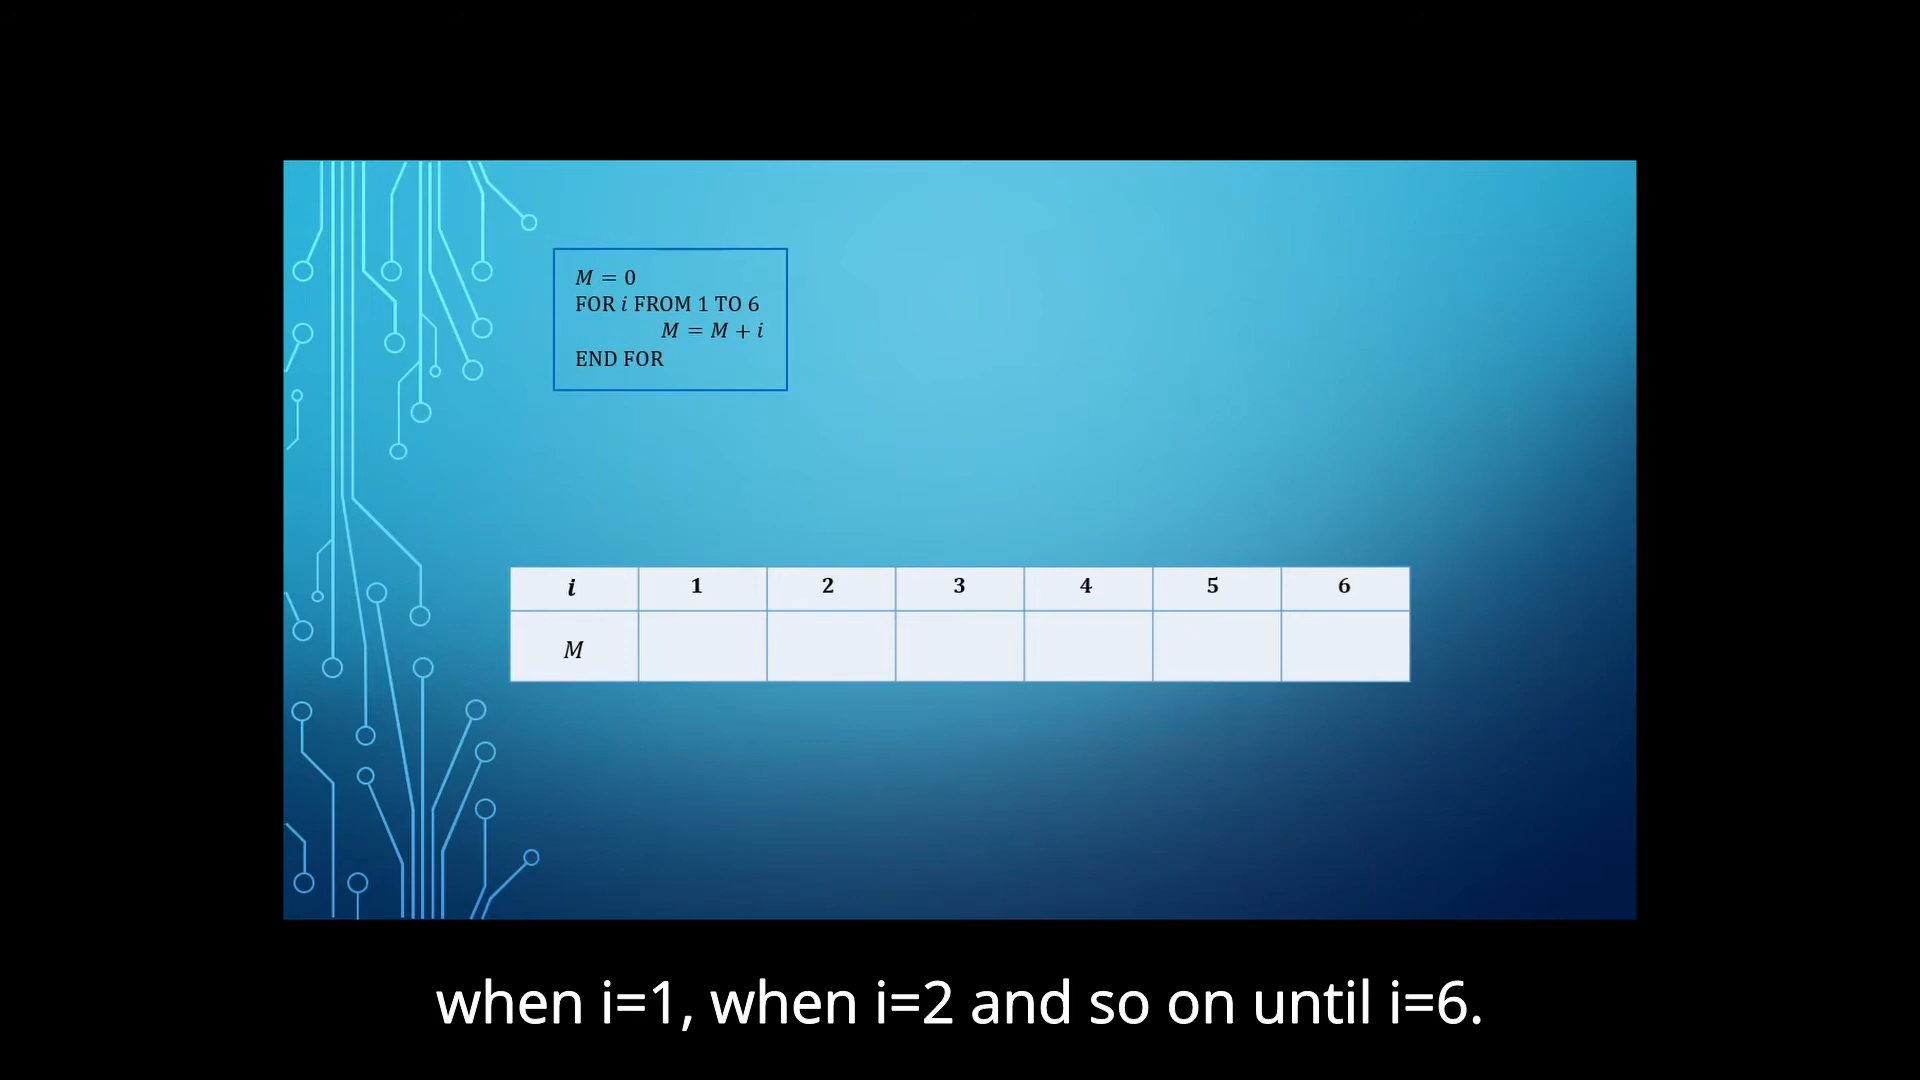 M = 0
FOR i FROM 1 TO 6
M = M + i
END FOR
i 1 2 3 4 5 6
M
when i=1, when i=2 and so on until i=6.